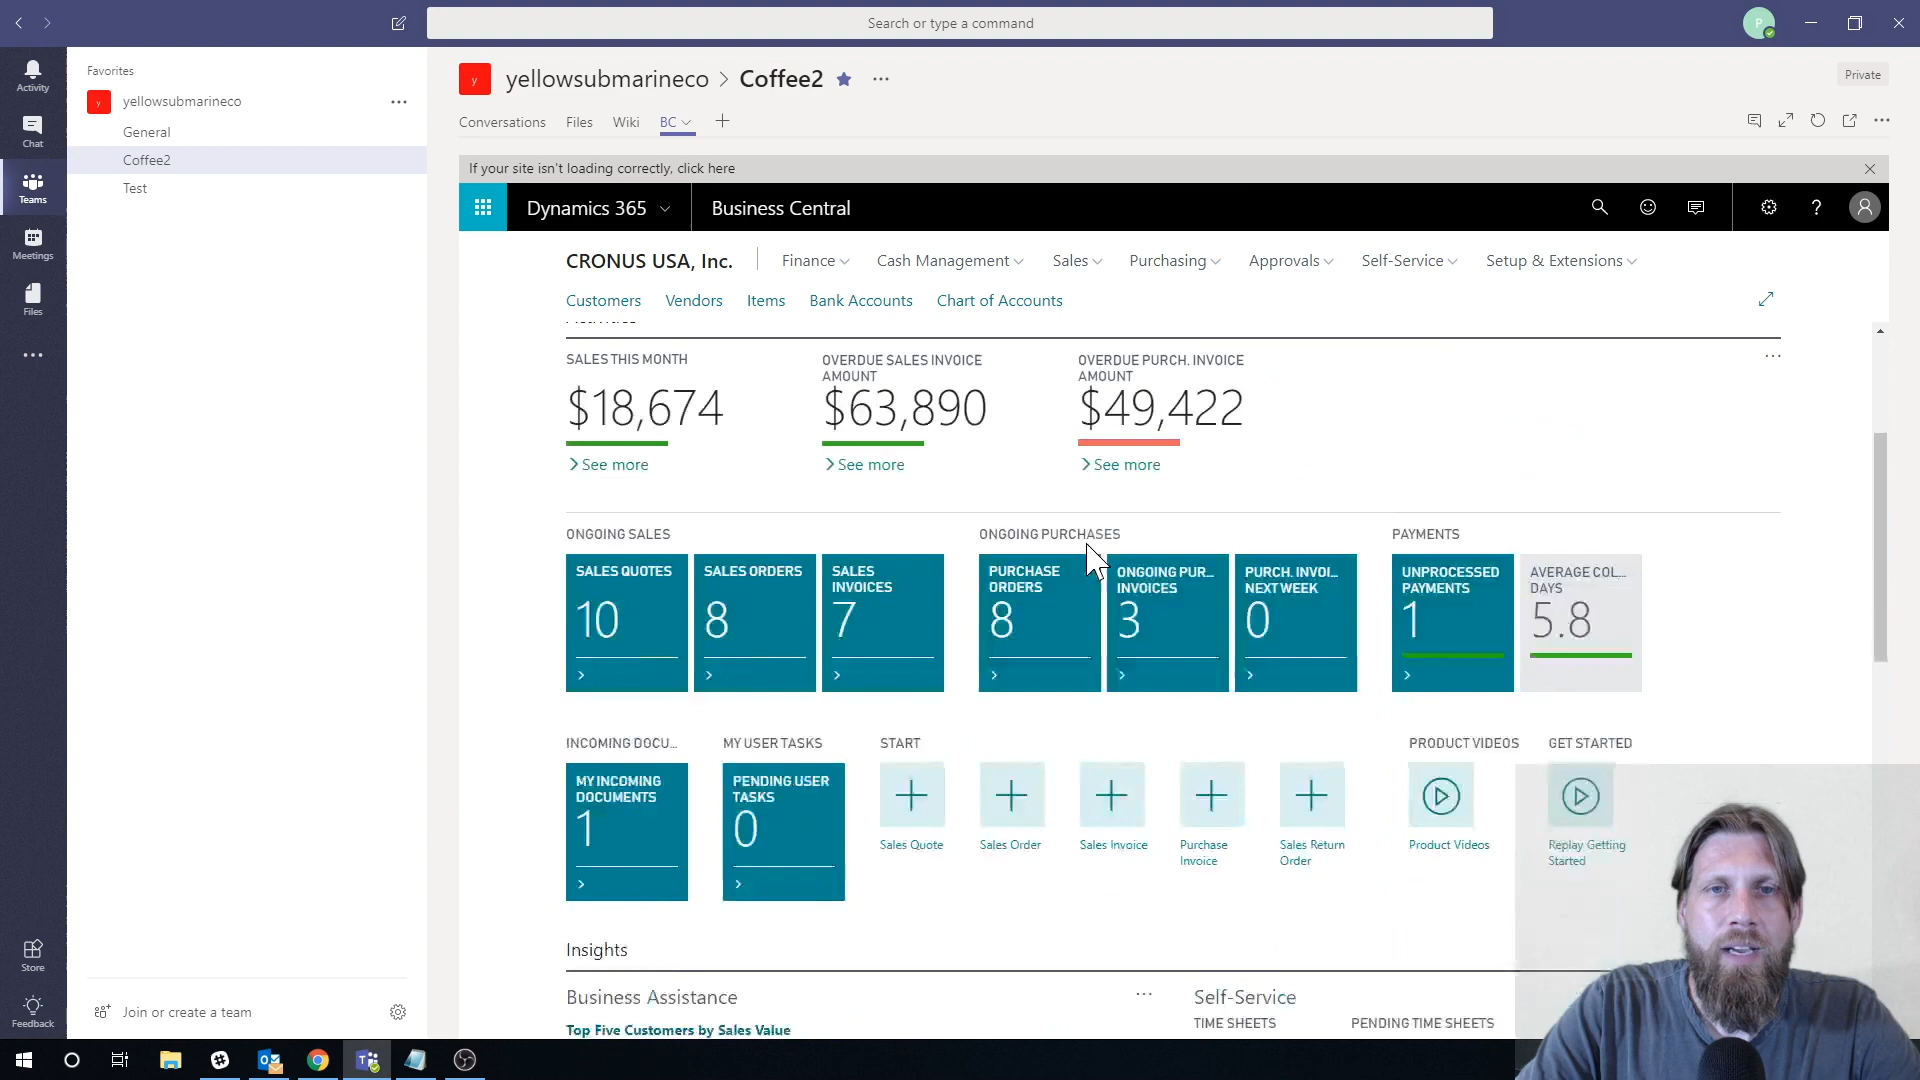 Search or type a command
P
Activity
Chat
Teams
Meetings
Files
Store
Feedback
Favorites
y
yellowsubmarineco
General
Coffee2
Test
Join or create a team
y
yellowsubmarineco > Coffee2
Private
Conversations
Files
Wiki
BC
If your site isn't loading correctly, click here
Dynamics 365
Business Central
?
CRONUS USA, Inc.
Finance
Cash Management
Sales
Purchasing
Approvals
Self-Service
Setup & Extensions
Customers
Vendors
Items
Bank Accounts
Chart of Accounts
SALES THIS MONTH
$18,674
See more
OVERDUE SALES INVOICE
AMOUNT
$63,890
See more
OVERDUE PURCH. INVOICE
AMOUNT
$49,422
See more
ONGOING SALES
SALES QUOTES
10
SALES ORDERS
8
SALES
INVOICES
7
ONGOING PURCHASES
PURCHASE
ORDERS
8
ONGOING PUR...
INVOICES
3
PURCH. INVOI...
NEXT WEEK
0
PAYMENTS
UNPROCESSED
PAYMENTS
1
AVERAGE COL...
DAYS
5.8
INCOMING DOCU...
MY INCOMING
DOCUMENTS
1
MY USER TASKS
PENDING USER
TASKS
0
START
Sales Quote
Sales Order
Sales Invoice
Purchase
Invoice
Sales Return
Order
PRODUCT VIDEOS
Product Videos
GET STARTED
Replay Getting
Started
Insights
Business Assistance
Top Five Customers by Sales Value
Self-Service
TIME SHEETS
PENDING TIME SHEETS